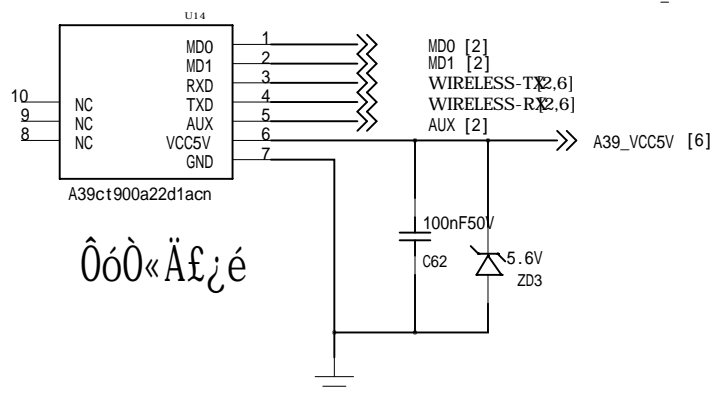 U14
MD0 1 MD0 [2]
MD1 2 MD1 [2]
RXD 3 WIRELESS-TX[2,6]
10 NC TXD 4 WIRELESS-RX[2,6]
9 NC AUX 5 AUX [2]
8 NC VCC5V 6 A39_VCC5V [6]
GND 7
A39ct900a22d1acn
100nF50V
C62
5.6V
ZD3
ÔóÒ«Ä£¿é